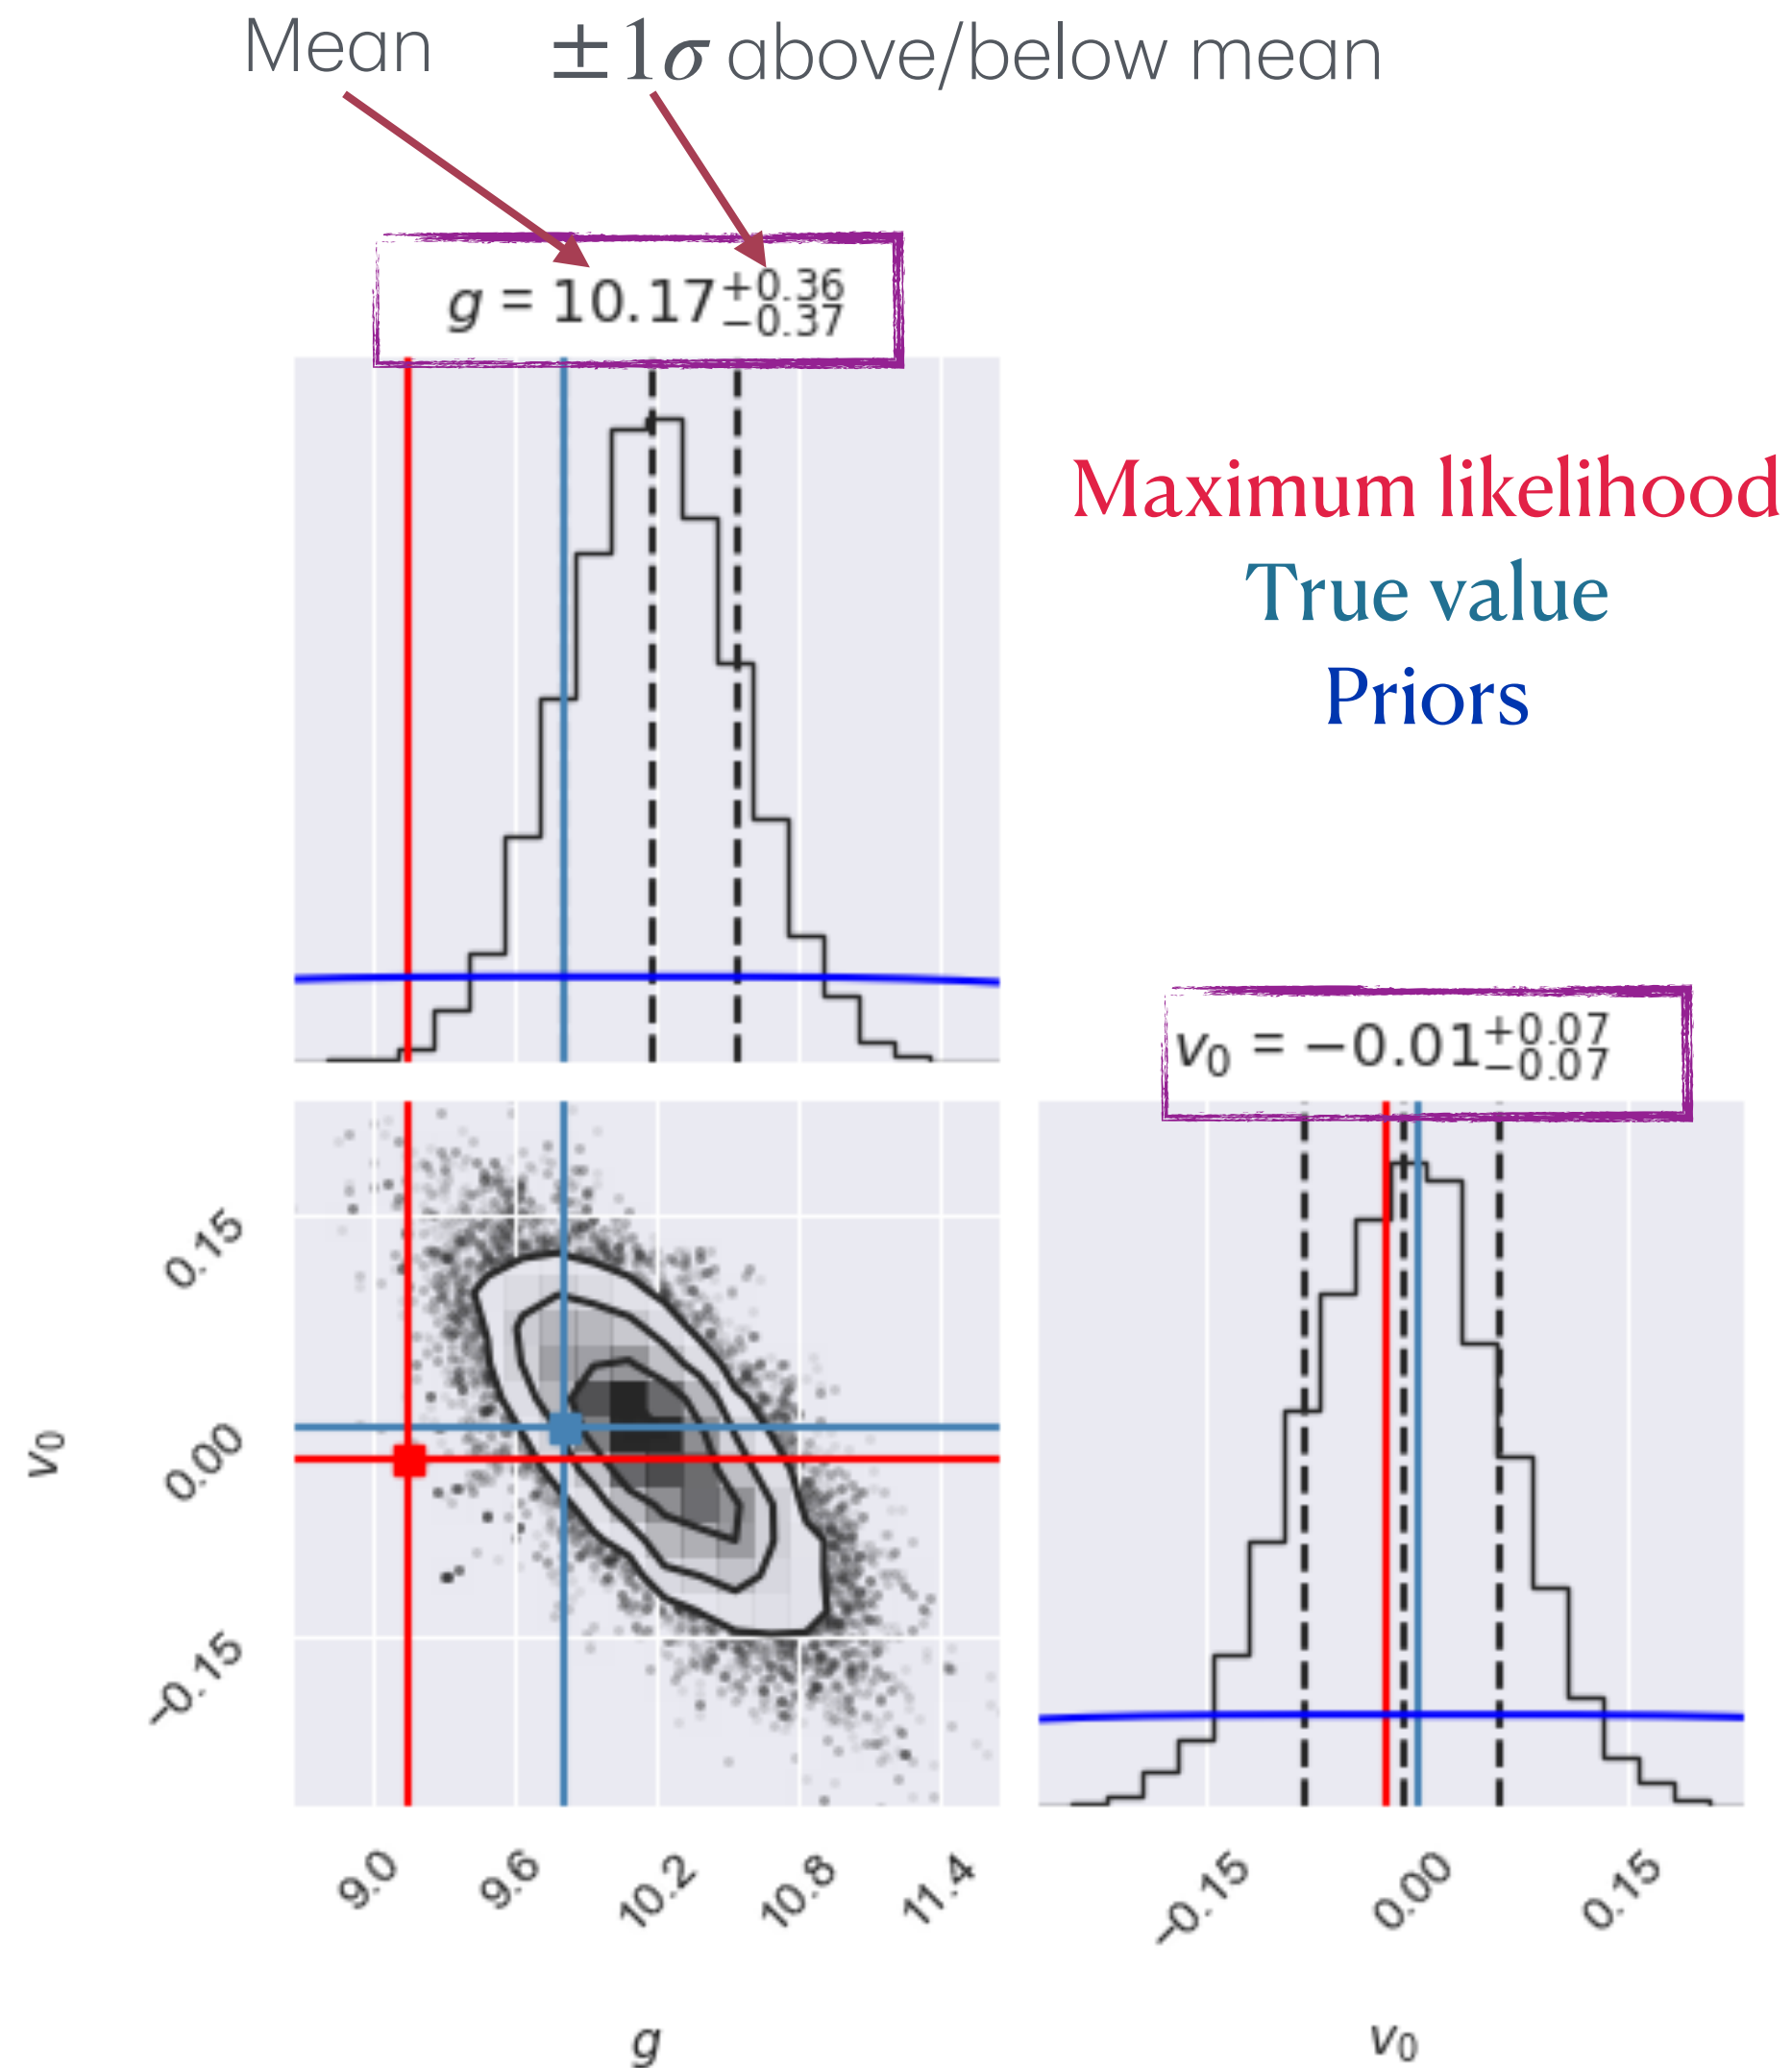 Mean ±1σ above/below mean
g = 10.17 +0.36 −0.37
Maximum likelihood
True value
Priors
v₀ = −0.01 +0.07 −0.07
v₀
0.15
0.00
−0.15
9.0 9.6 10.2 10.8 11.4
−0.15 0.00 0.15
g
v₀